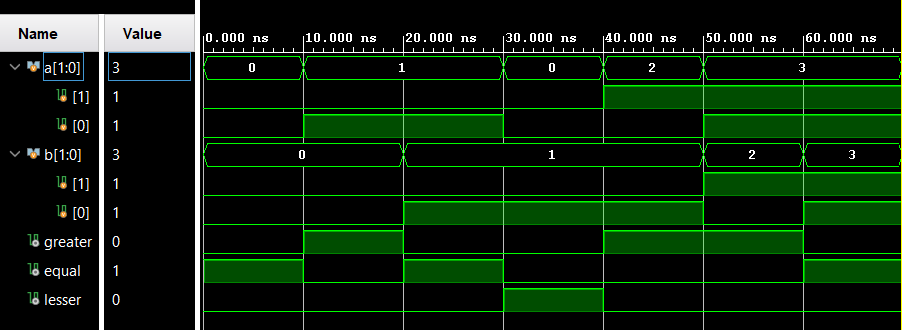 Name Value
0.000 ns 10.000 ns 20.000 ns 30.000 ns 40.000 ns 50.000 ns 60.000 ns
a[1:0] 3 0 1 0 2 3
[1] 1
[0] 1
b[1:0] 3 0 1 2 3
[1] 1
[0] 1
greater 0
equal 1
lesser 0